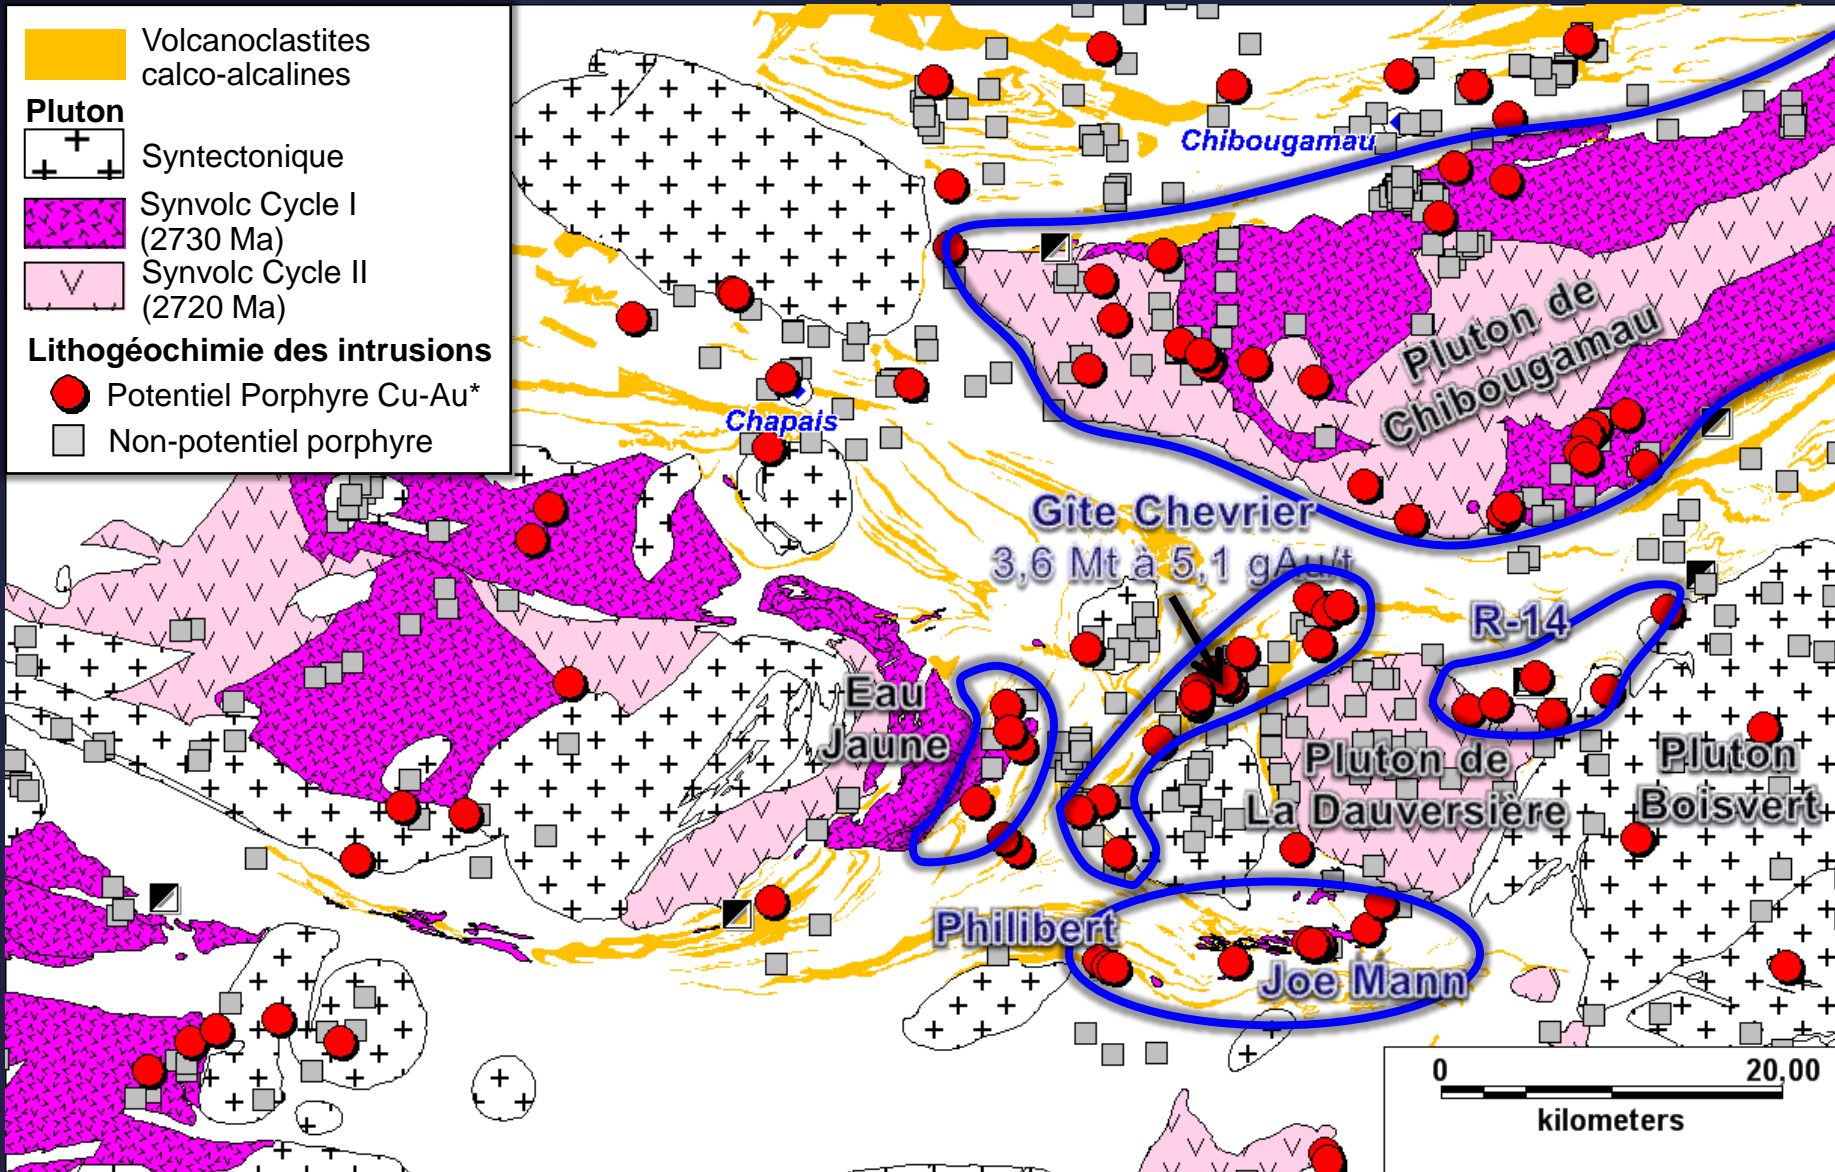 Volcanoclastites
calco-alcalines
Pluton
Syntectonique
Synvolc Cycle I
(2730 Ma)
Synvolc Cycle II
(2720 Ma)
Lithogéochimie des intrusions
Potentiel Porphyre Cu-Au*
Non-potentiel porphyre
Chibougamau
Pluton de
Chibougamau
Chapais
Gîte Chevrier
3,6 Mt à 5,1 gAu/t
R-14
Eau
Jaune
Pluton de
La Dauversière
Pluton
Boisvert
Philibert
Joe Mann
0 20,00
kilometers